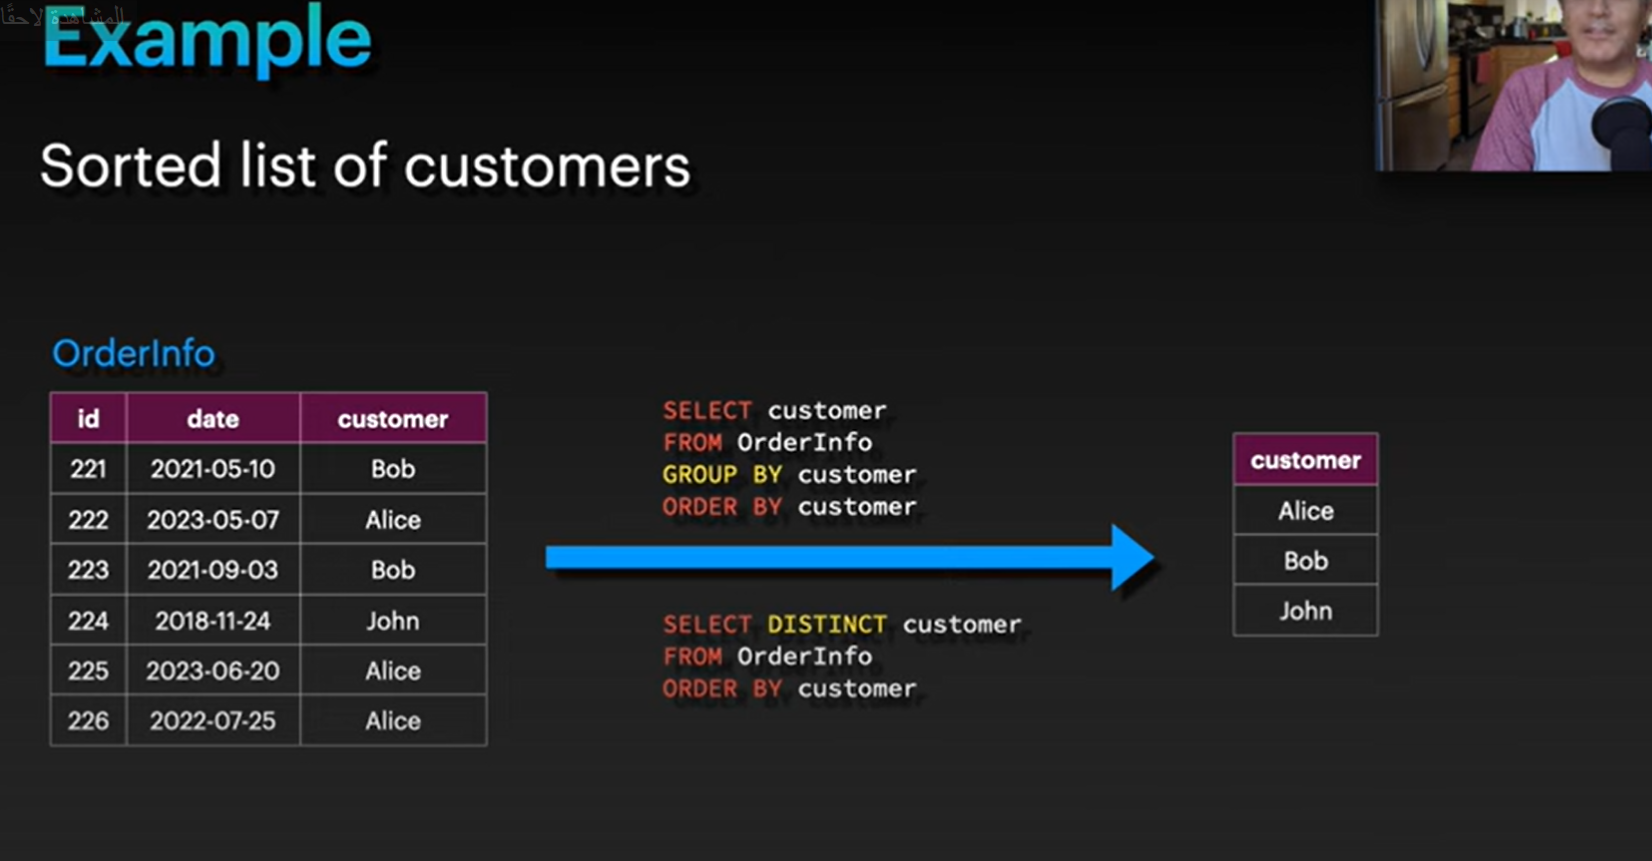 المشاهدة لاحقًا
Example
Sorted list of customers
OrderInfo
id date customer
221 2021-05-10 Bob
222 2023-05-07 Alice
223 2021-09-03 Bob
224 2018-11-24 John
225 2023-06-20 Alice
226 2022-07-25 Alice
SELECT customer
FROM OrderInfo
GROUP BY customer
ORDER BY customer
SELECT DISTINCT customer
FROM OrderInfo
ORDER BY customer
customer
Alice
Bob
John